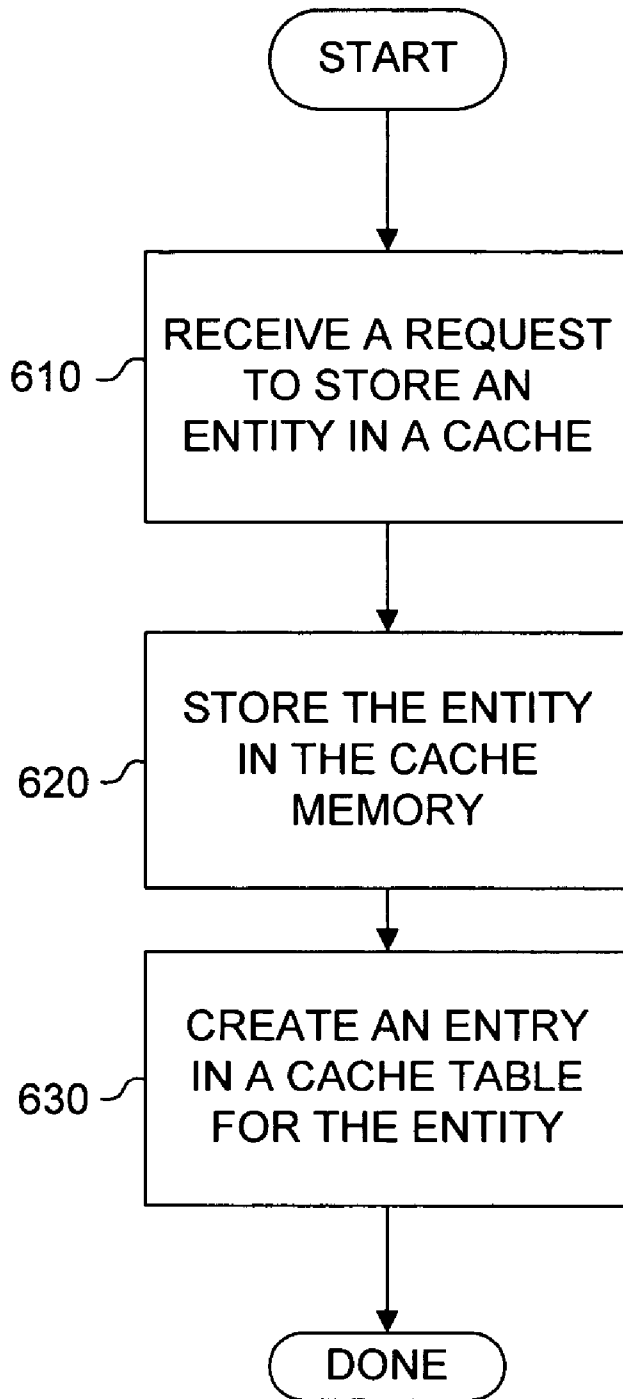 START
610
RECEIVE A REQUEST
TO STORE AN
ENTITY IN A CACHE
620
STORE THE ENTITY
IN THE CACHE
MEMORY
630
CREATE AN ENTRY
IN A CACHE TABLE
FOR THE ENTITY
DONE